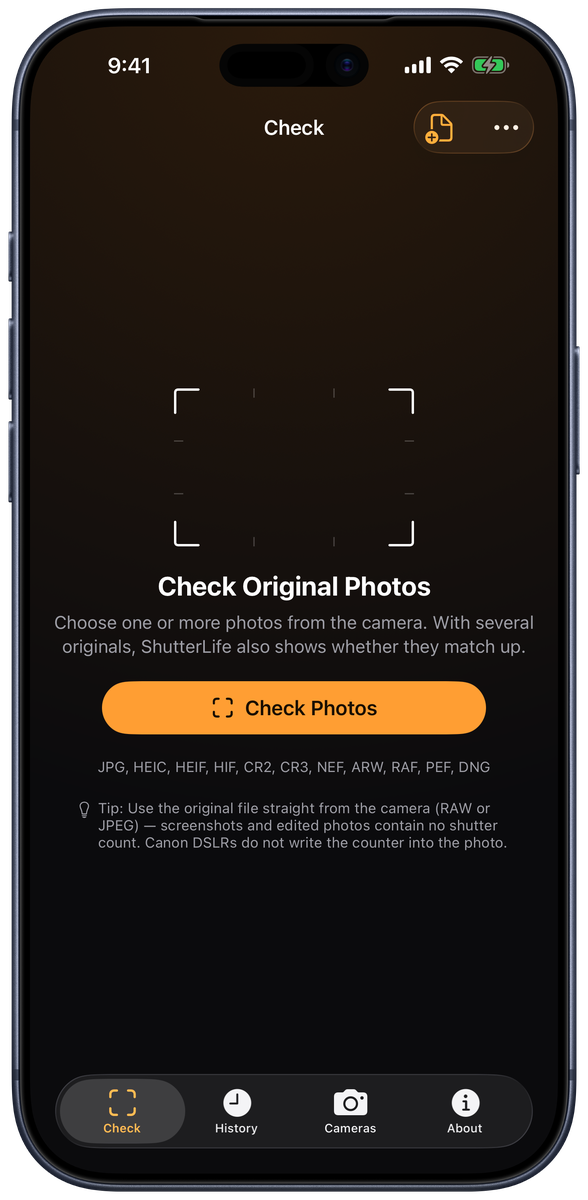 9:41
Check
Check Original Photos
Choose one or more photos from the camera. With several
originals, ShutterLife also shows whether they match up.
Check Photos
JPG, HEIC, HEIF, HIF, CR2, CR3, NEF, ARW, RAF, PEF, DNG
Tip: Use the original file straight from the camera (RAW or
JPEG) — screenshots and edited photos contain no shutter
count. Canon DSLRs do not write the counter into the photo.
Check
History
Cameras
About